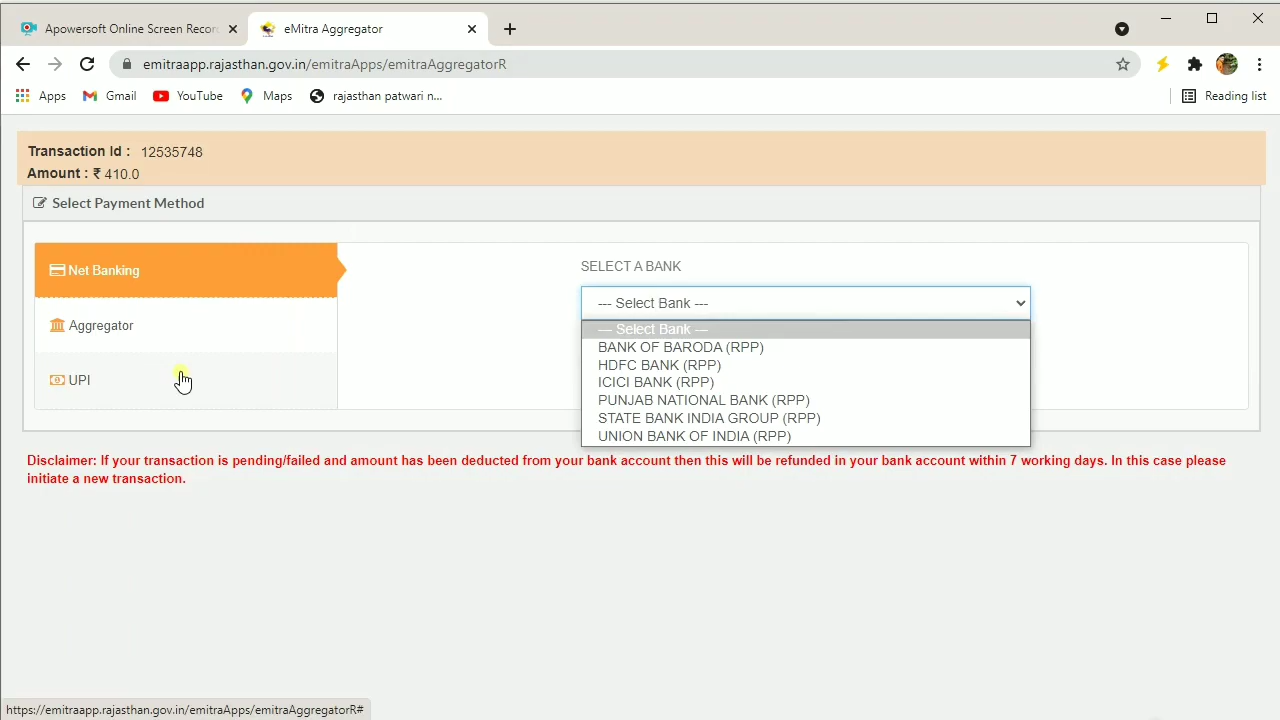 Apowersoft Online Screen Recor
eMitra Aggregator
emitraapp.rajasthan.gov.in/emitraApps/emitraAggregatorR
Apps
Gmail
YouTube
Maps
rajasthan patwari n...
Reading list
Transaction Id : 12535748
Amount : ₹ 410.0
Select Payment Method
Net Banking
Aggregator
UPI
SELECT A BANK
--- Select Bank ---
--- Select Bank ---
BANK OF BARODA (RPP)
HDFC BANK (RPP)
ICICI BANK (RPP)
PUNJAB NATIONAL BANK (RPP)
STATE BANK INDIA GROUP (RPP)
UNION BANK OF INDIA (RPP)
Disclaimer: If your transaction is pending/failed and amount has been deducted from your bank account then this will be refunded in your bank account within 7 working days. In this case please
initiate a new transaction.
https://emitraapp.rajasthan.gov.in/emitraApps/emitraAggregatorR#